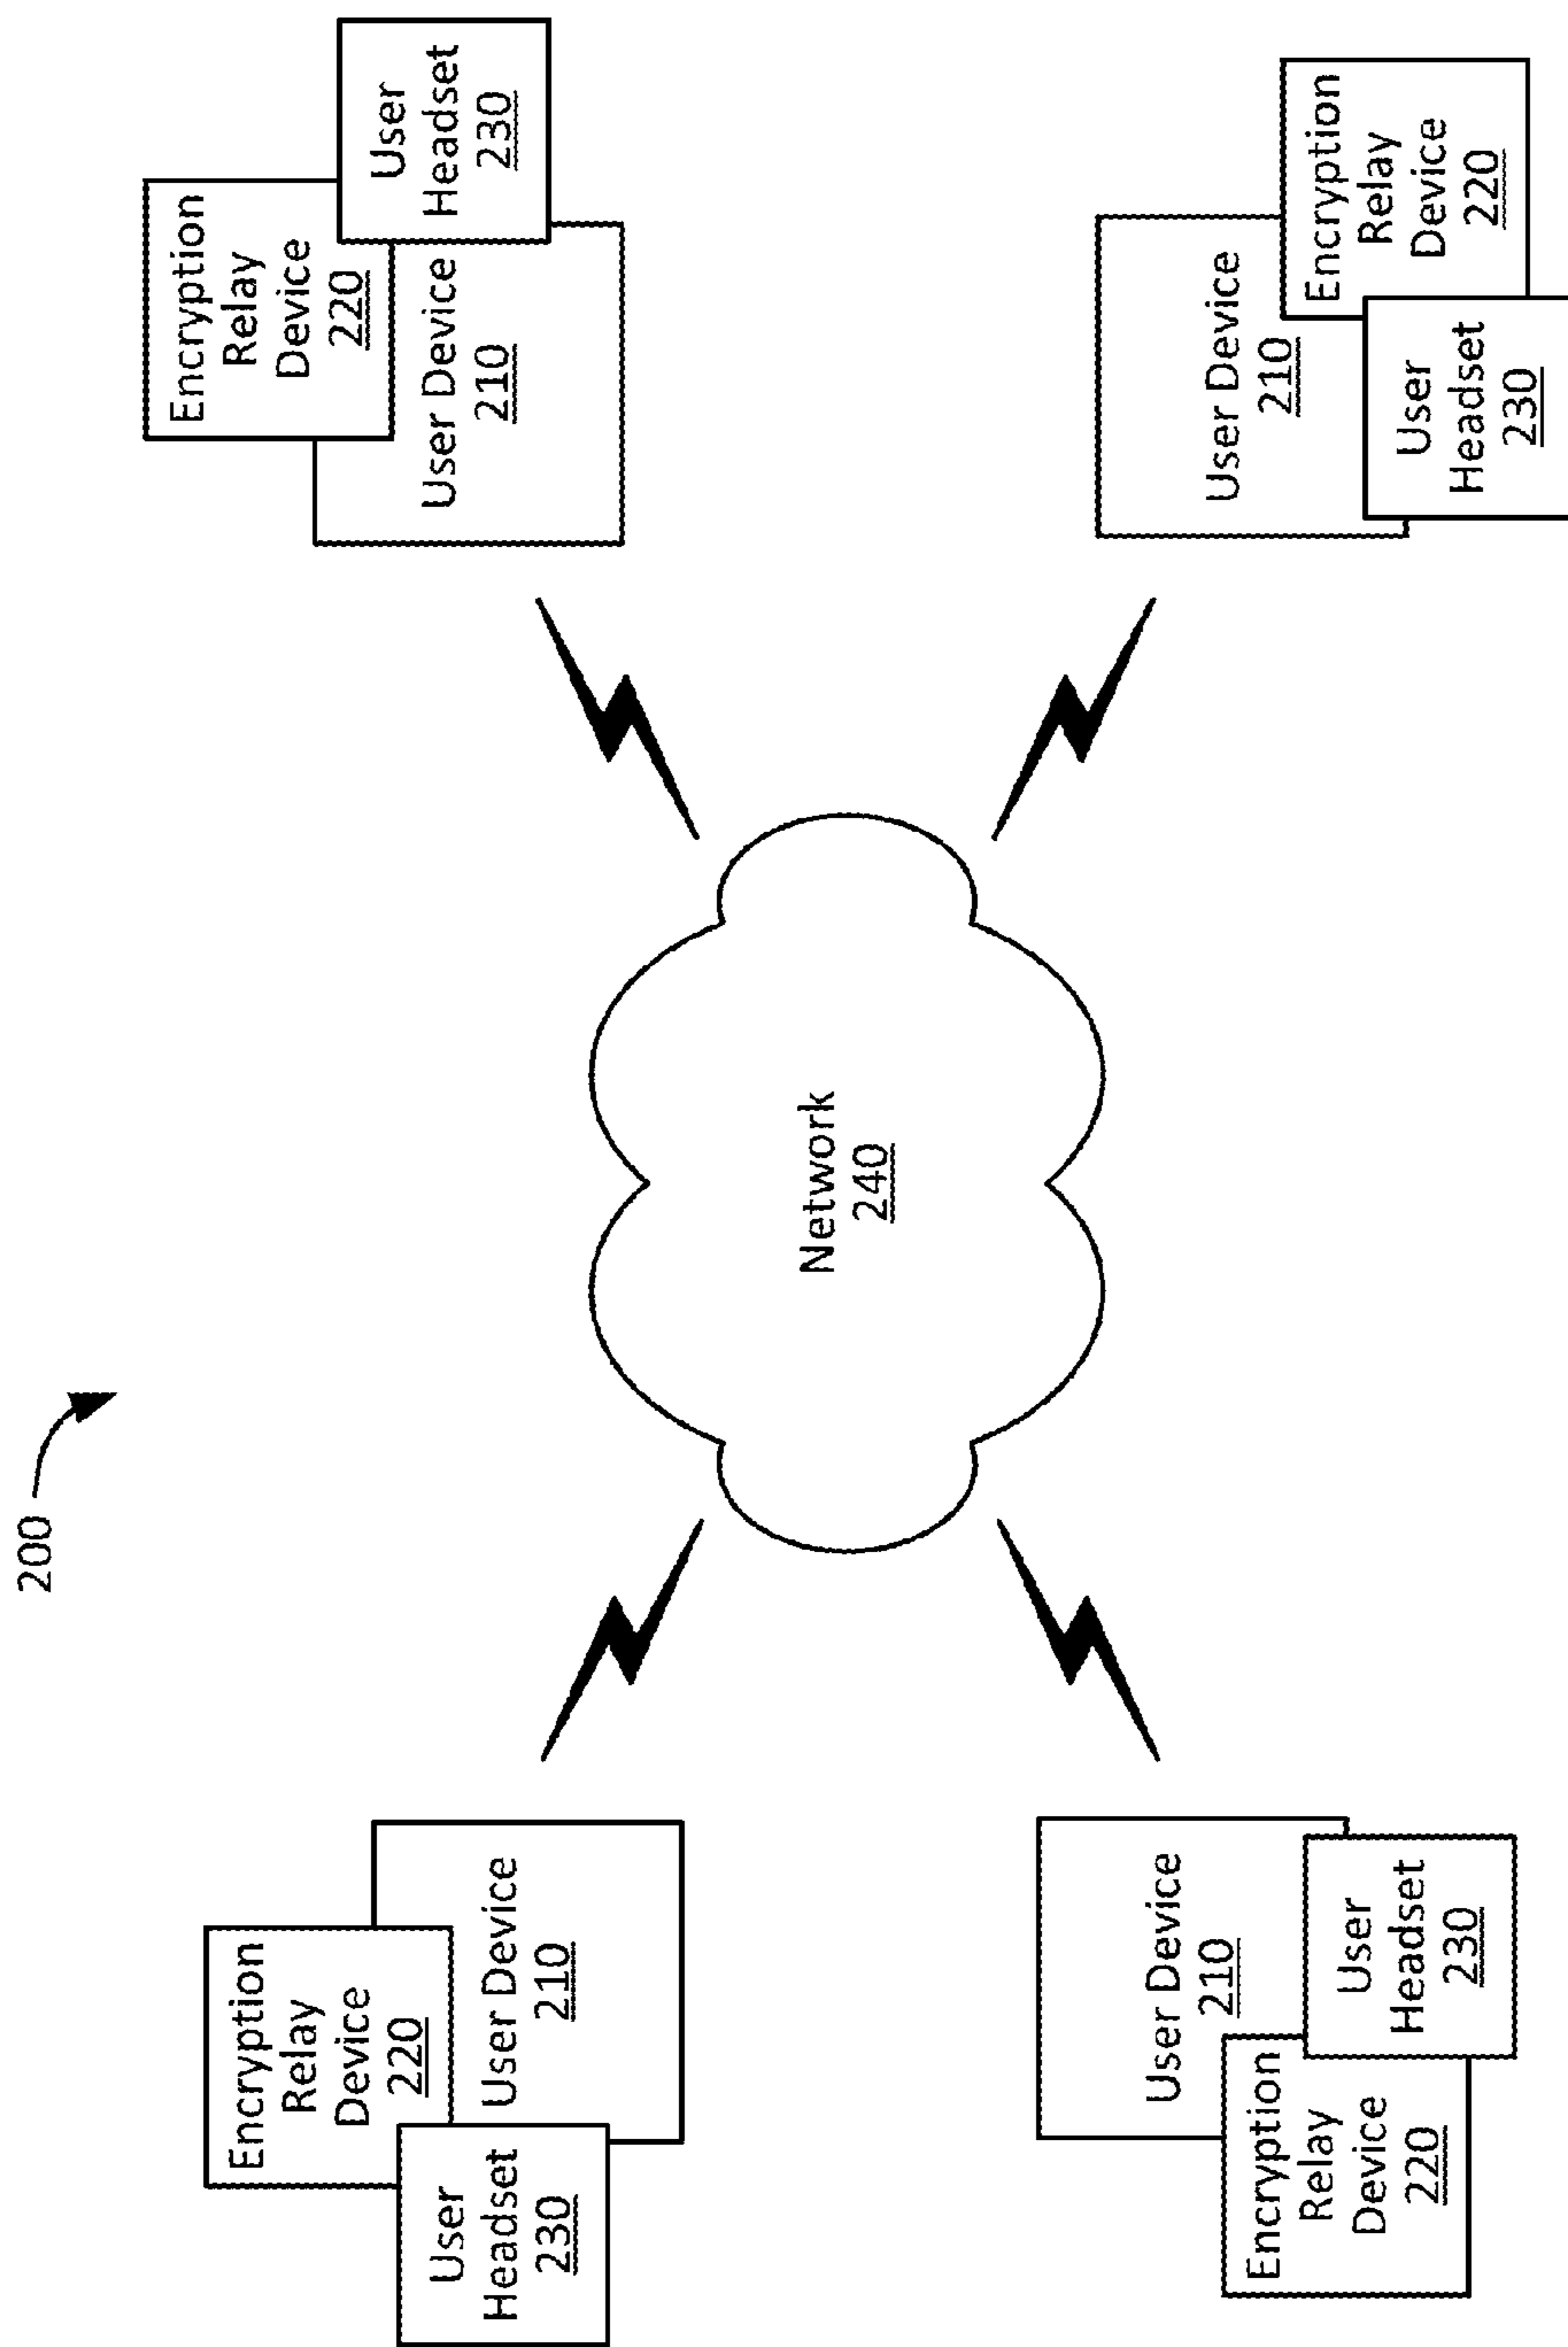 200
Encryption
Relay
Device
220
User
Headset
230
User Device
210
Encryption
Relay
Device
220
User
Headset
230
User Device
210
Network
240
User Device
210
Encryption
Relay
Device
220
User
Headset
230
User Device
210
Encryption
Relay
Device
220
User
Headset
230